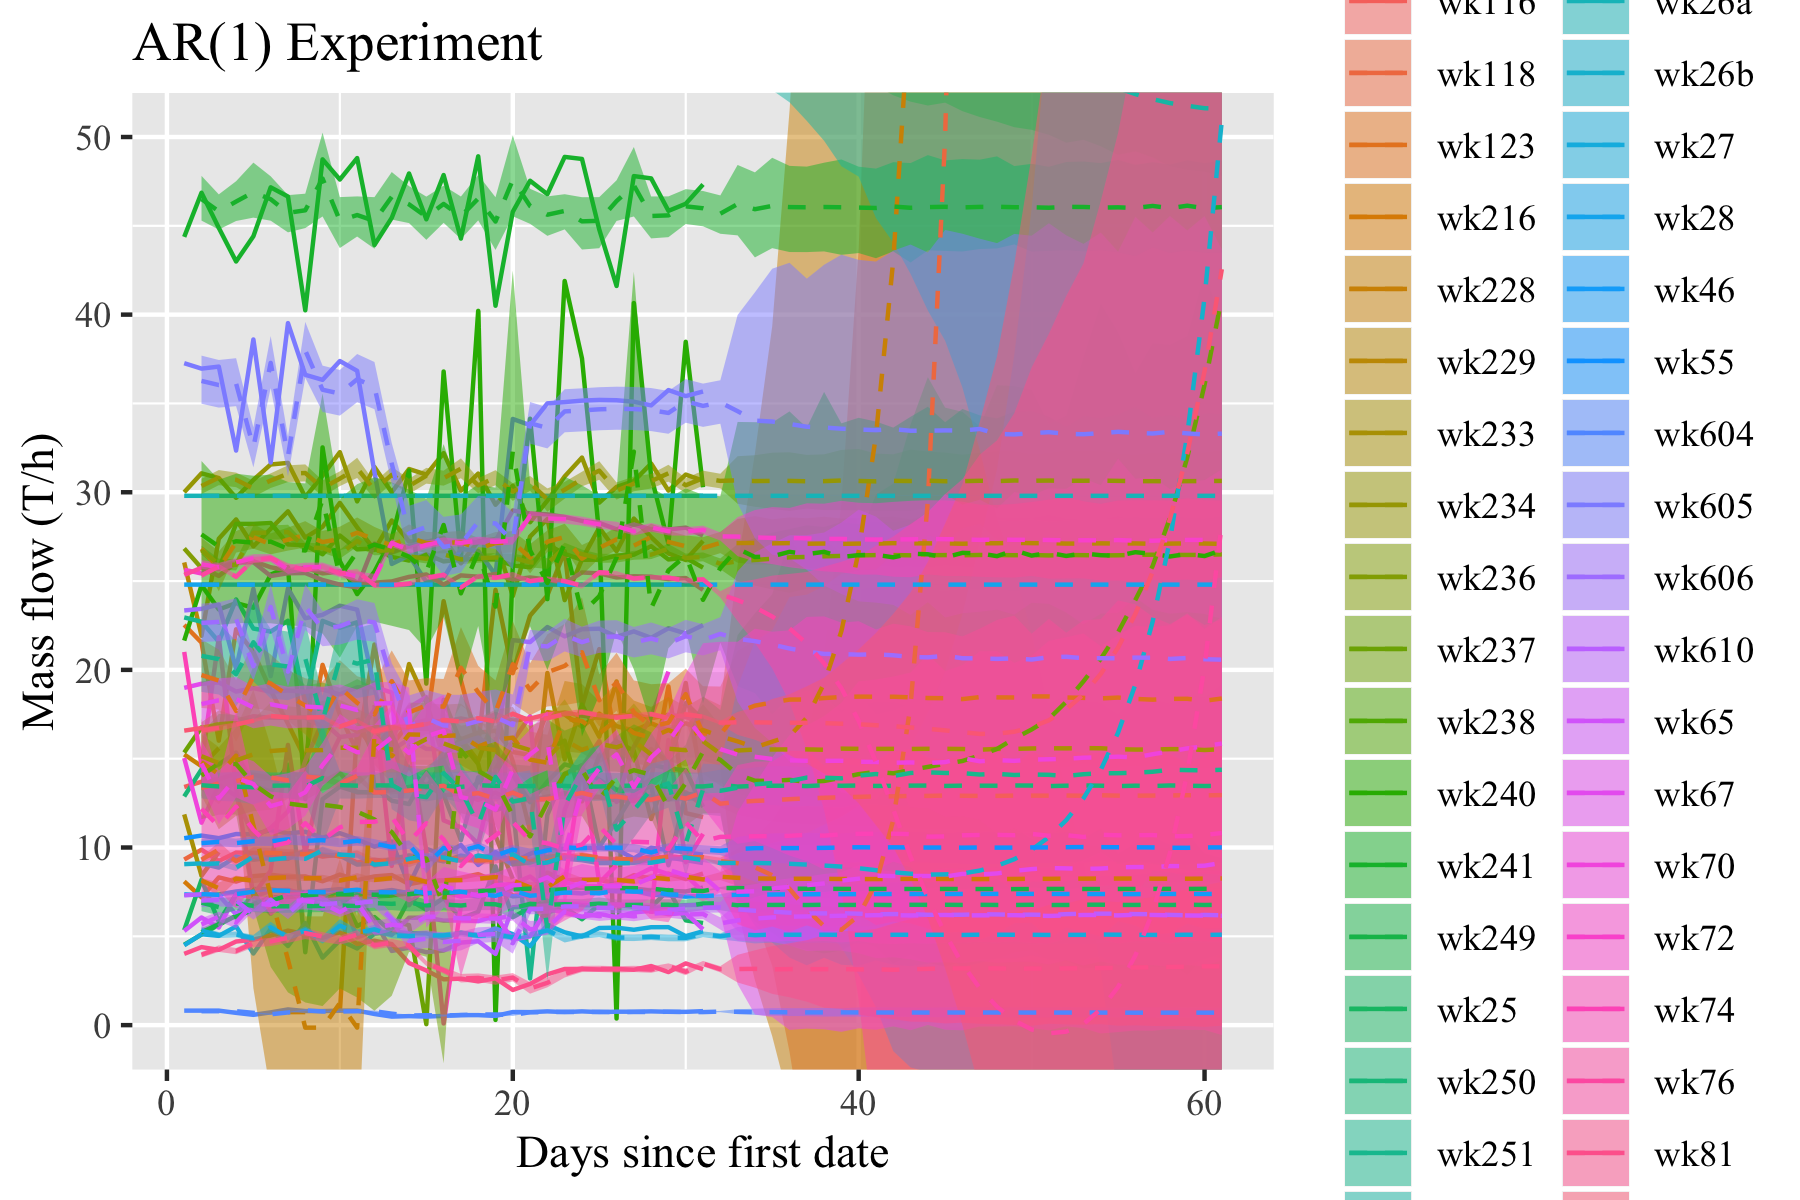 AR(1) Experiment
Mass flow (T/h)
50
40
30
20
10
0
0 20 40 60
Days since first date
wk116 wk26a
wk118 wk26b
wk123 wk27
wk216 wk28
wk228 wk46
wk229 wk55
wk233 wk604
wk234 wk605
wk236 wk606
wk237 wk610
wk238 wk65
wk240 wk67
wk241 wk70
wk249 wk72
wk25 wk74
wk250 wk76
wk251 wk81